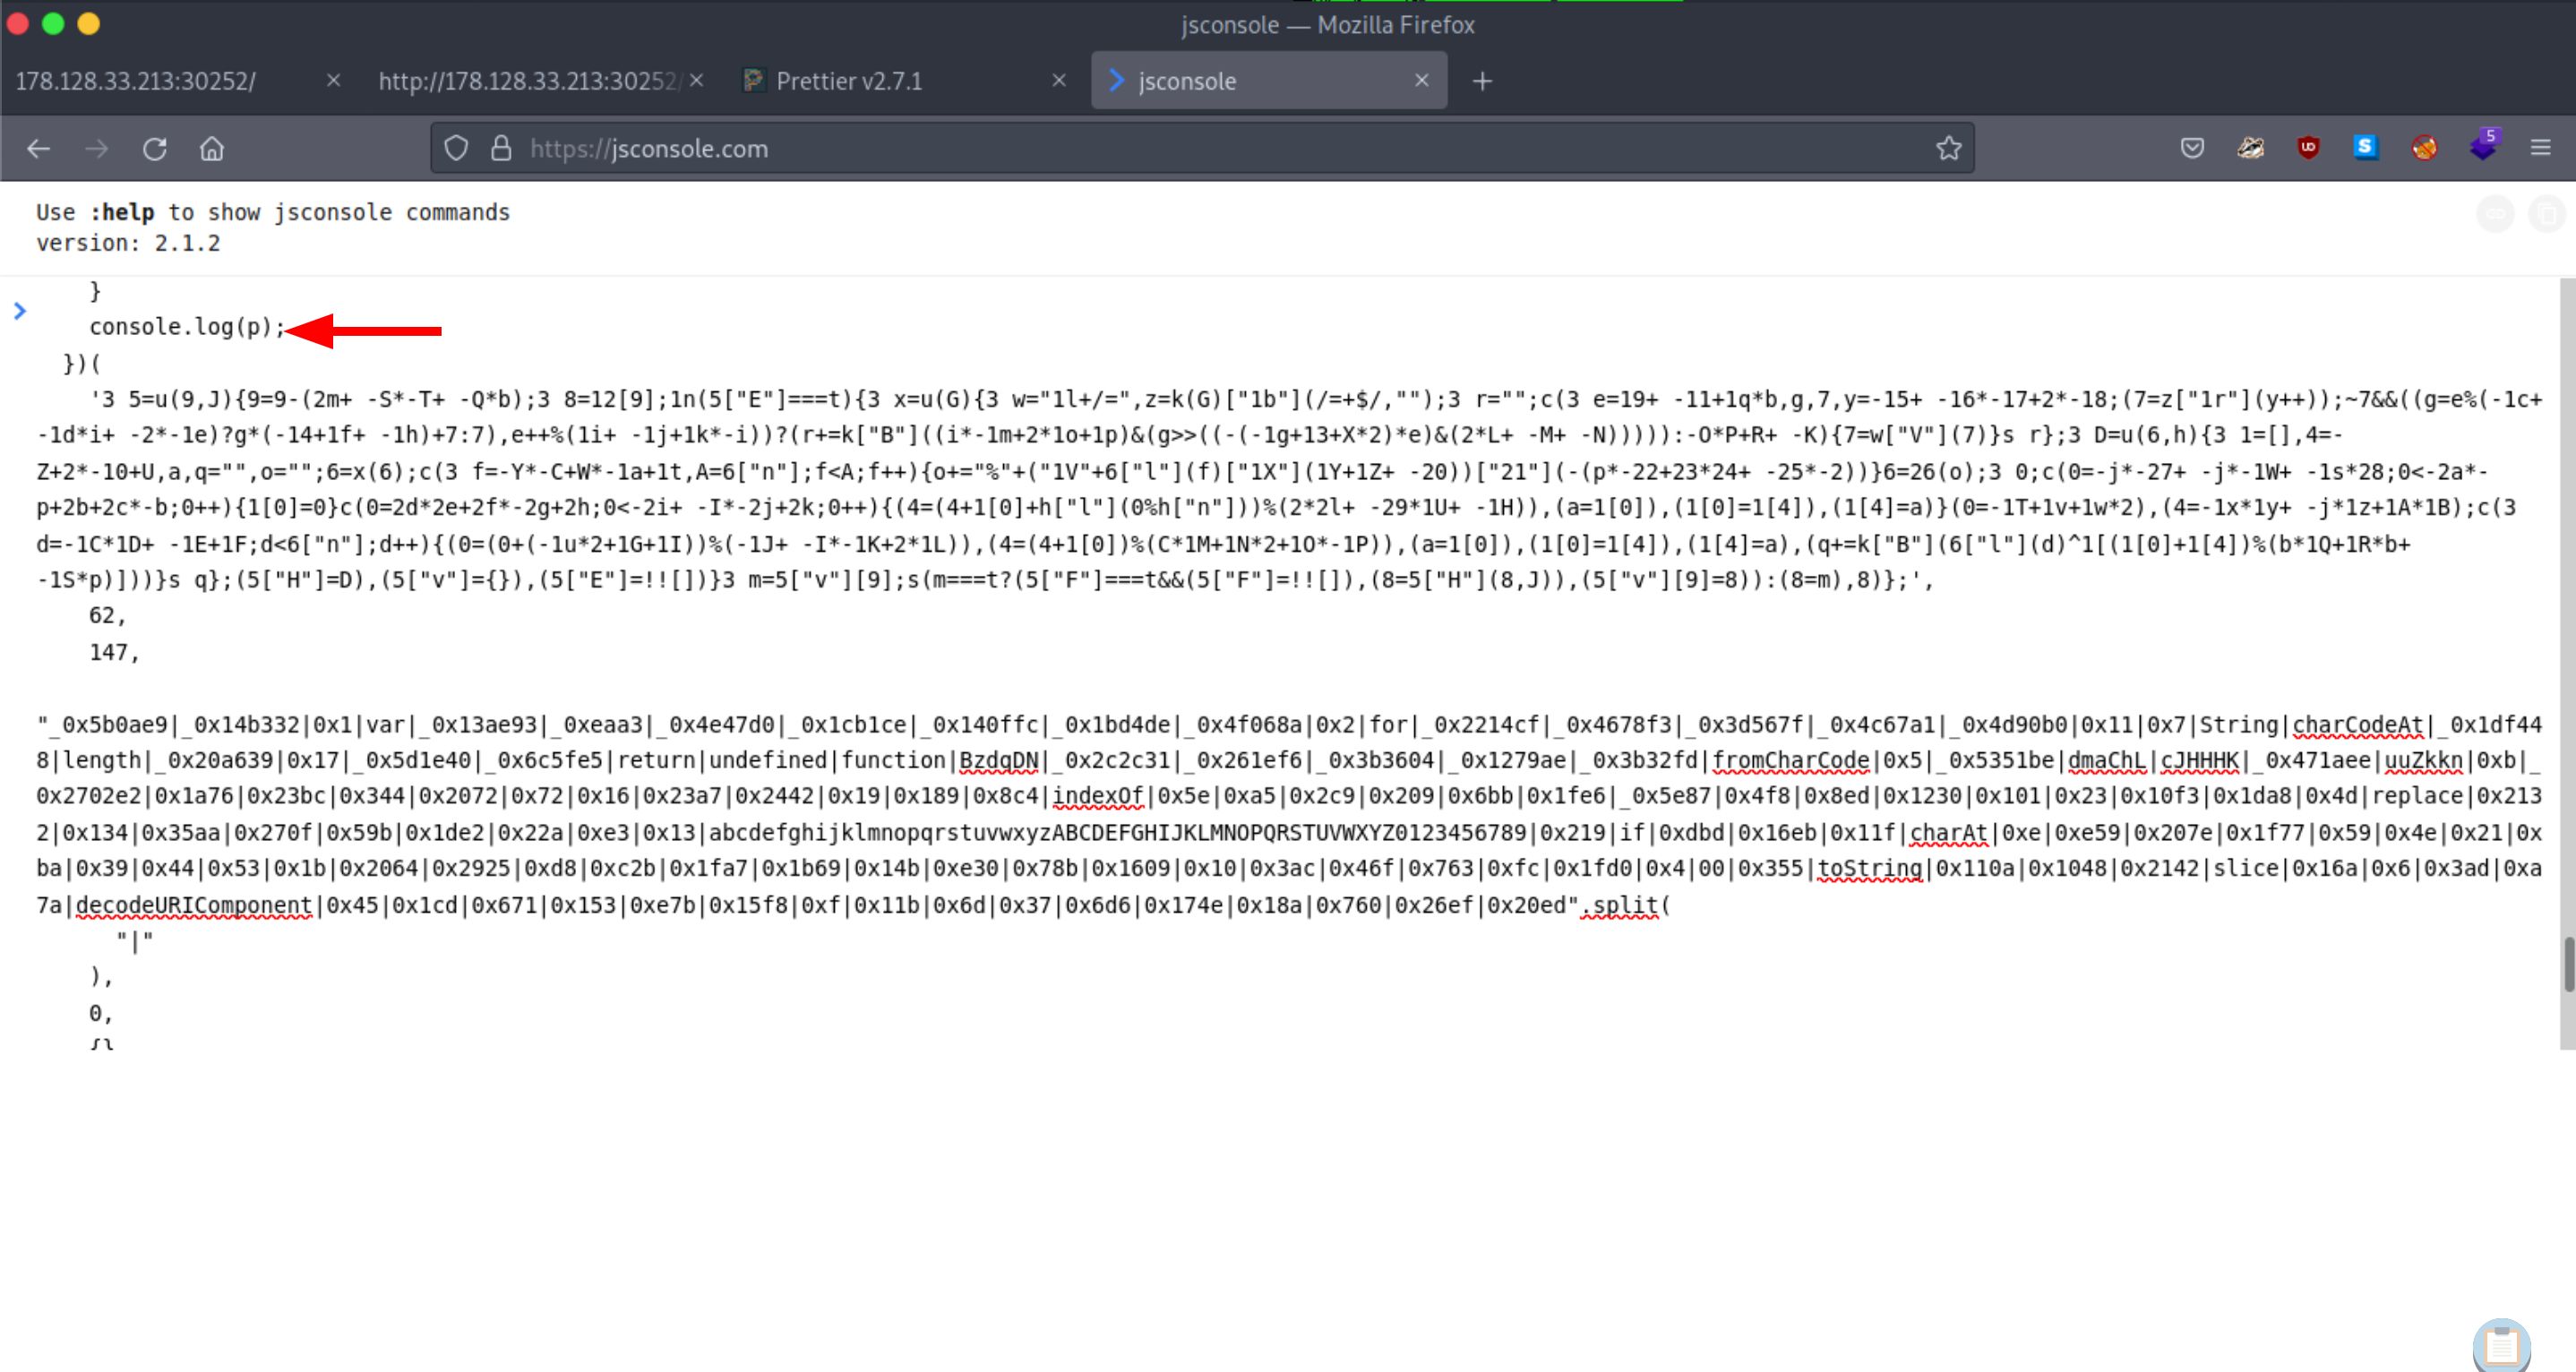 jsconsole — Mozilla Firefox
178.128.33.213:30252/
http://178.128.33.213:30252/
Prettier v2.7.1
jsconsole
https://jsconsole.com
5
Use :help to show jsconsole commands
version: 2.1.2
}
console.log(p);
})(
'3 5=u(9,J){9=9-(2m+ -S*-T+ -Q*b);3 8=12[9];1n(5["E"]===t){3 x=u(G){3 w="1l+/=",z=k(G)["1b"](/=+$/,"");3 r="";c(3 e=19+ -11+1q*b,g,7,y=-15+ -16*-17+2*-18;(7=z["1r"](y++));~7&&((g=e%(-1c+
-1d*i+ -2*-1e)?g*(-14+1f+ -1h)+7:7),e++%(1i+ -1j+1k*-i))?(r+=k["B"]((i*-1m+2*1o+1p)&(g>>((-(-1g+13+X*2)*e)&(2*L+ -M+ -N))))):-O*P+R+ -K){7=w["V"](7)}s r};3 D=u(6,h){3 1=[],4=-
Z+2*-10+U,a,q="",o="";6=x(6);c(3 f=-Y*-C+W*-1a+1t,A=6["n"];f<A;f++){o+="%"+("1V"+6["l"](f)["1X"](1Y+1Z+ -20))["21"](-(p*-22+23*24+ -25*-2))}6=26(o);3 0;c(0=-j*-27+ -j*-1W+ -1s*28;0<-2a*-
p+2b+2c*-b;0++){1[0]=0}c(0=2d*2e+2f*-2g+2h;0<-2i+ -I*-2j+2k;0++){(4=(4+1[0]+h["l"](0%h["n"]))%(2*2l+ -29*1U+ -1H)),(a=1[0]),(1[0]=1[4]),(1[4]=a)}(0=-1T+1v+1w*2),(4=-1x*1y+ -j*1z+1A*1B);c(3
d=-1C*1D+ -1E+1F;d<6["n"];d++){(0=(0+(-1u*2+1G+1I))%(-1J+ -I*-1K+2*1L)),(4=(4+1[0])%(C*1M+1N*2+1O*-1P)),(a=1[0]),(1[0]=1[4]),(1[4]=a),(q+=k["B"](6["l"](d)^1[(1[0]+1[4])%(b*1Q+1R*b+
-1S*p)]))}s q};(5["H"]=D),(5["v"]={}),(5["E"]=!![])}3 m=5["v"][9];s(m===t?(5["F"]===t&&(5["F"]=!![]),(8=5["H"](8,J)),(5["v"][9]=8)):(8=m),8)};',
62,
147,
"_0x5b0ae9|_0x14b332|0x1|var|_0x13ae93|_0xeaa3|_0x4e47d0|_0x1cb1ce|_0x140ffc|_0x1bd4de|_0x4f068a|0x2|for|_0x2214cf|_0x4678f3|_0x3d567f|_0x4c67a1|_0x4d90b0|0x11|0x7|String|charCodeAt|_0x1df44
8|length|_0x20a639|0x17|_0x5d1e40|_0x6c5fe5|return|undefined|function|BzdqDN|_0x2c2c31|_0x261ef6|_0x3b3604|_0x1279ae|_0x3b32fd|fromCharCode|0x5|_0x5351be|dmaChL|cJHHHK|_0x471aee|uuZkkn|0xb|_
0x2702e2|0x1a76|0x23bc|0x344|0x2072|0x72|0x16|0x23a7|0x2442|0x19|0x189|0x8c4|indexOf|0x5e|0xa5|0x2c9|0x209|0x6bb|0x1fe6|_0x5e87|0x4f8|0x8ed|0x1230|0x101|0x23|0x10f3|0x1da8|0x4d|replace|0x213
2|0x134|0x35aa|0x270f|0x59b|0x1de2|0x22a|0xe3|0x13|abcdefghijklmnopqrstuvwxyzABCDEFGHIJKLMNOPQRSTUVWXYZ0123456789|0x219|if|0xdbd|0x16eb|0x11f|charAt|0xe|0xe59|0x207e|0x1f77|0x59|0x4e|0x21|0x
ba|0x39|0x44|0x53|0x1b|0x2064|0x2925|0xd8|0xc2b|0x1fa7|0x1b69|0x14b|0xe30|0x78b|0x1609|0x10|0x3ac|0x46f|0x763|0xfc|0x1fd0|0x4|00|0x355|toString|0x110a|0x1048|0x2142|slice|0x16a|0x6|0x3ad|0xa
7a|decodeURIComponent|0x45|0x1cd|0x671|0x153|0xe7b|0x15f8|0xf|0x11b|0x6d|0x37|0x6d6|0x174e|0x18a|0x760|0x26ef|0x20ed".split(
"|"
),
0,
{}